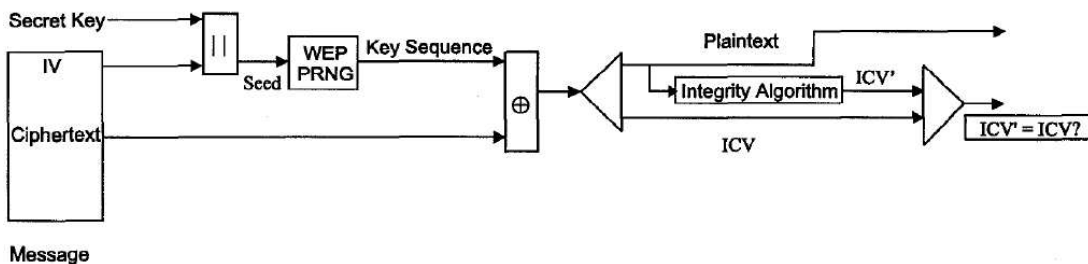 Secret Key
IV
Ciphertext
Message
||
Seed
WEP
PRNG
Key Sequence
⊕
Plaintext
Integrity Algorithm
ICV'
ICV
ICV' = ICV?